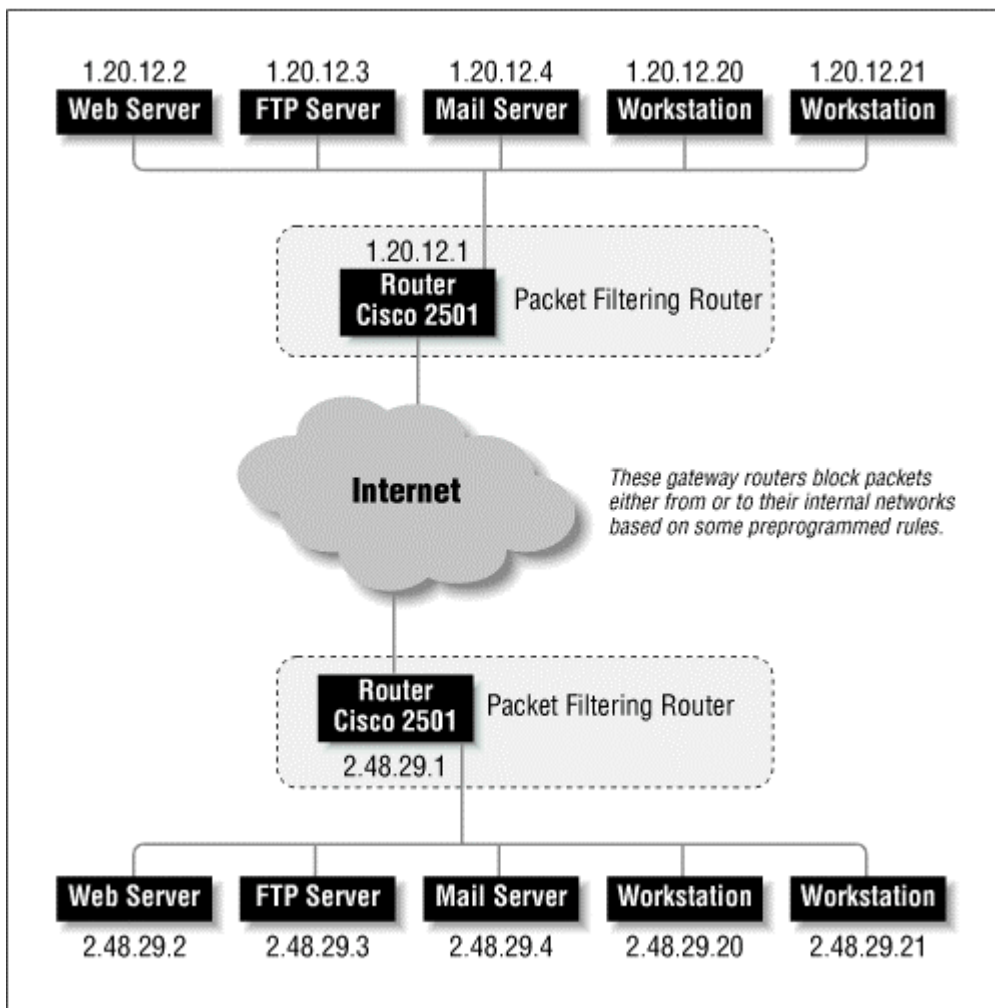 1.20.12.2 1.20.12.3 1.20.12.4 1.20.12.20 1.20.12.21
Web Server FTP Server Mail Server Workstation Workstation
1.20.12.1
Router
Cisco 2501
Packet Filtering Router
Internet
These gateway routers block packets
either from or to their internal networks
based on some preprogrammed rules.
Router
Cisco 2501
Packet Filtering Router
2.48.29.1
Web Server FTP Server Mail Server Workstation Workstation
2.48.29.2 2.48.29.3 2.48.29.4 2.48.29.20 2.48.29.21